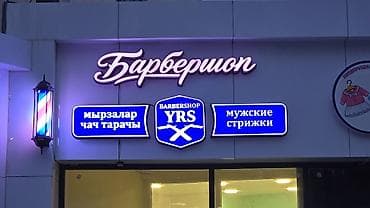 Барбершоп
мырзалар
чач тарачы
BARBERSHOP
YRS
мужские
стрижки